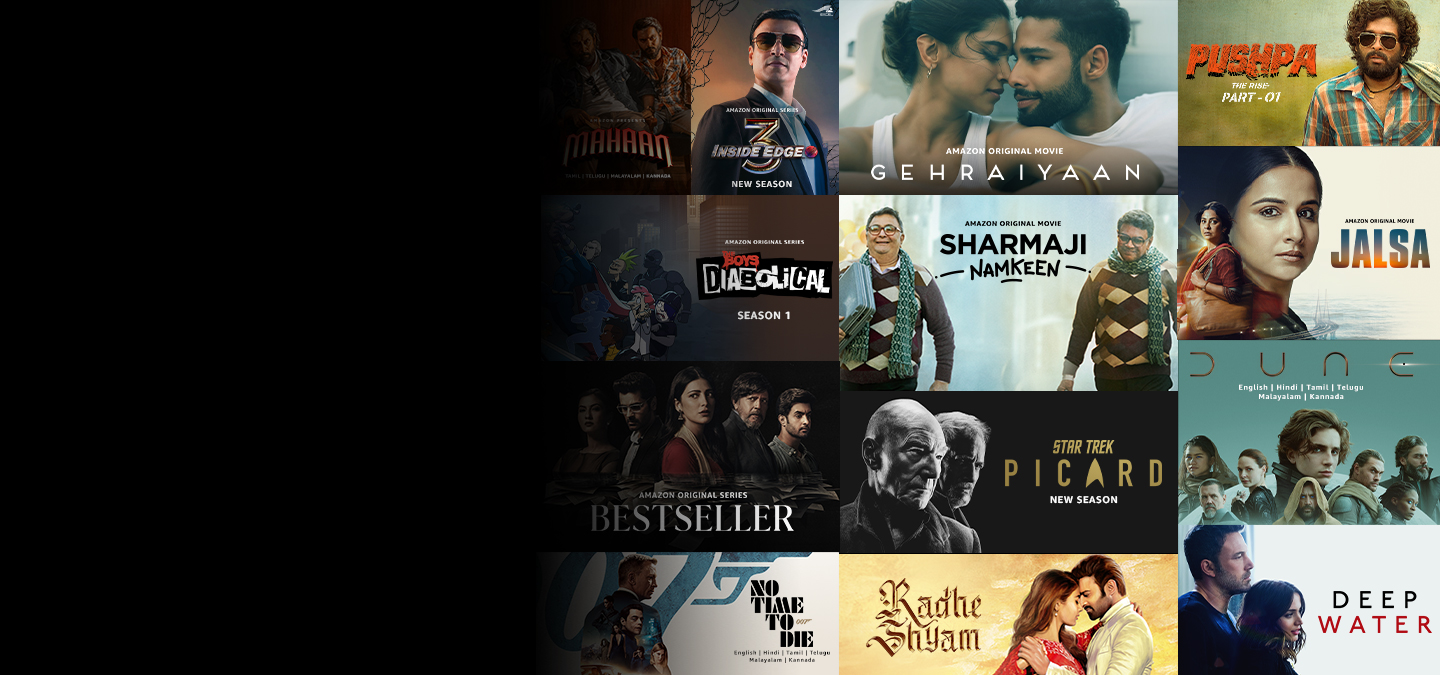 AMAZON PRESENTS
MAHAAN
TAMIL | TELUGU | MALAYALAM | KANNADA
AMAZON ORIGINAL SERIES
3
INSIDE EDGE
NEW SEASON
AMAZON ORIGINAL MOVIE
GEHRAIYAAN
PUSHPA
THE RISE
PART - 01
AMAZON ORIGINAL SERIES
THE BOYS
DIABOLICAL
SEASON 1
AMAZON ORIGINAL MOVIE
SHARMAJI
NAMKEEN
AMAZON ORIGINAL MOVIE
JALSA
AMAZON ORIGINAL SERIES
BESTSELLER
STAR TREK
PICARD
NEW SEASON
DUNE
English | Hindi | Tamil | Telugu
Malayalam | Kannada
007
NO
TIME
TO
DIE
007
English | Hindi | Tamil | Telugu
Malayalam | Kannada
Radhe
Shyam
DEEP
WATER